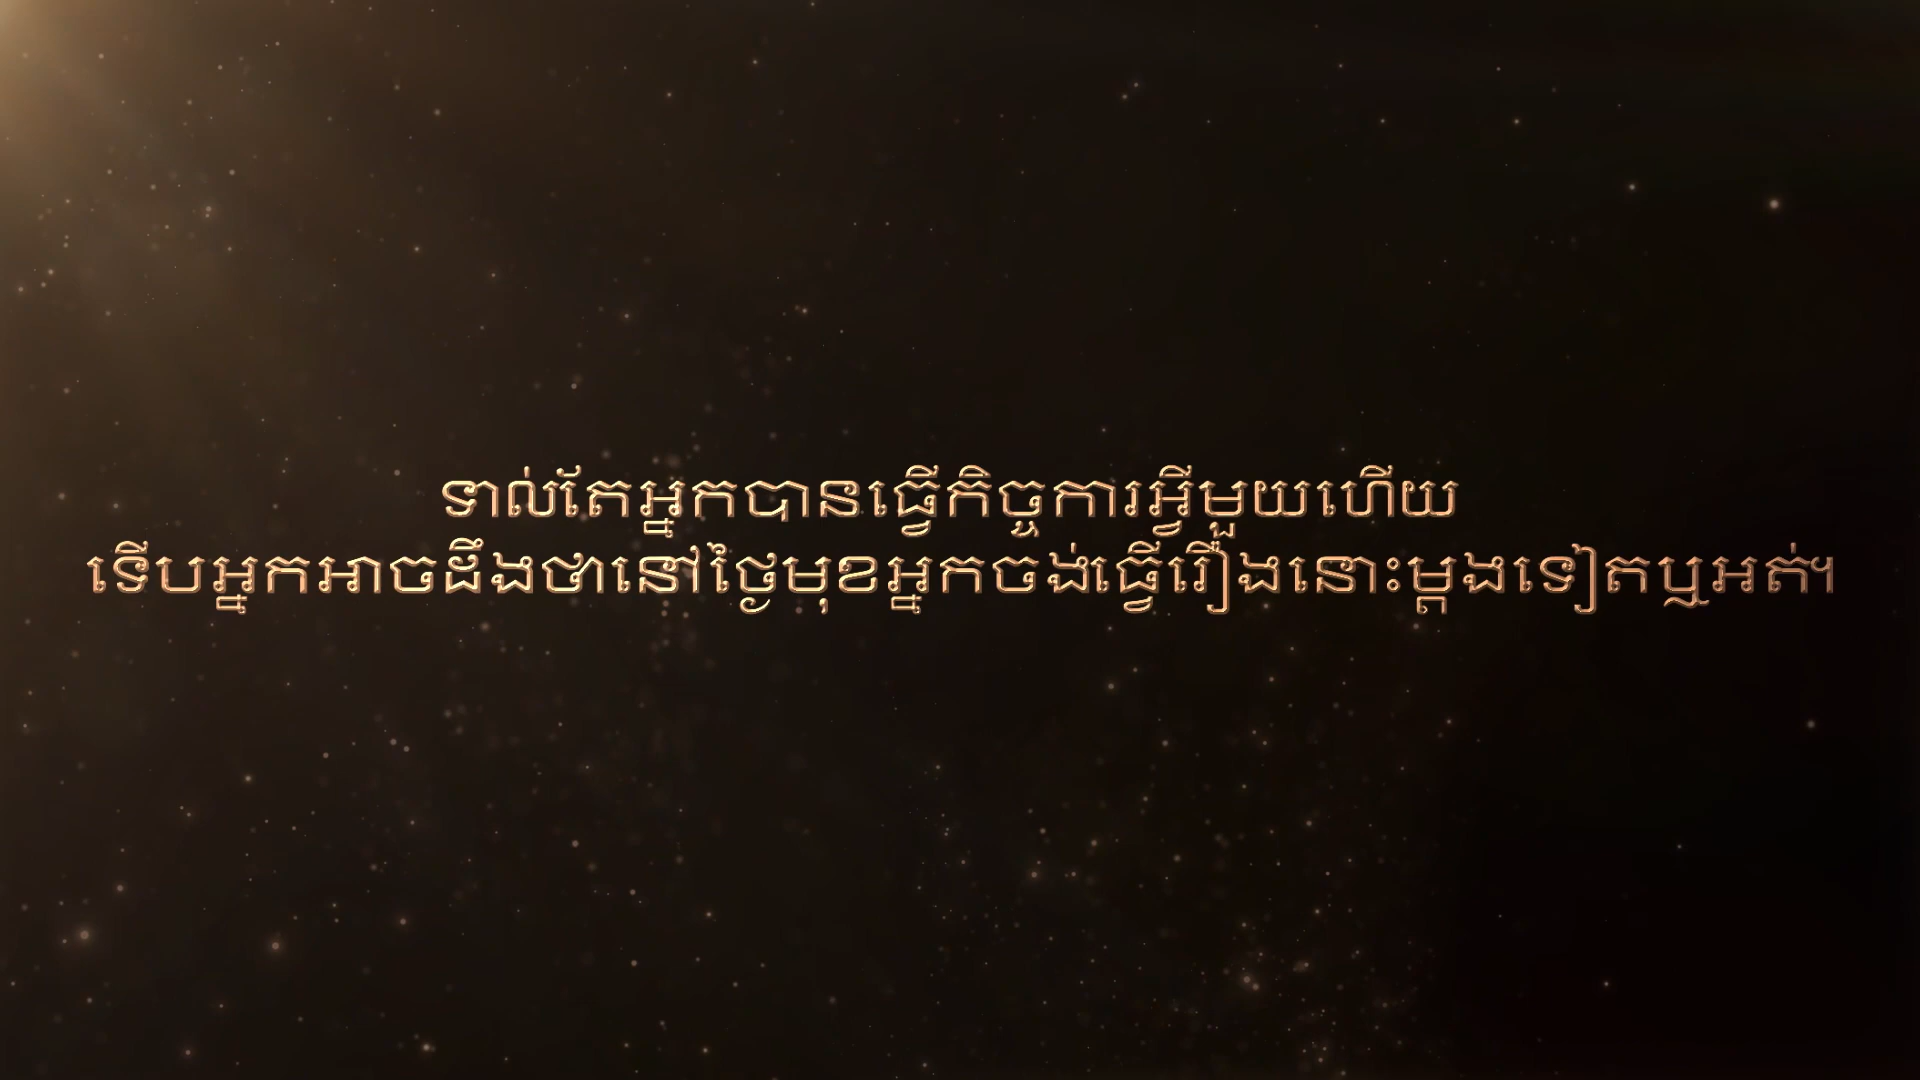 ទាល់តែអ្នកបានធ្វើកិច្ចការអ្វីមួយហើយ
ទើបអ្នកអាចដឹងថានៅថ្ងៃមុខអ្នកចង់ធ្វើរឿងនោះម្ដងទៀតឬអត់។